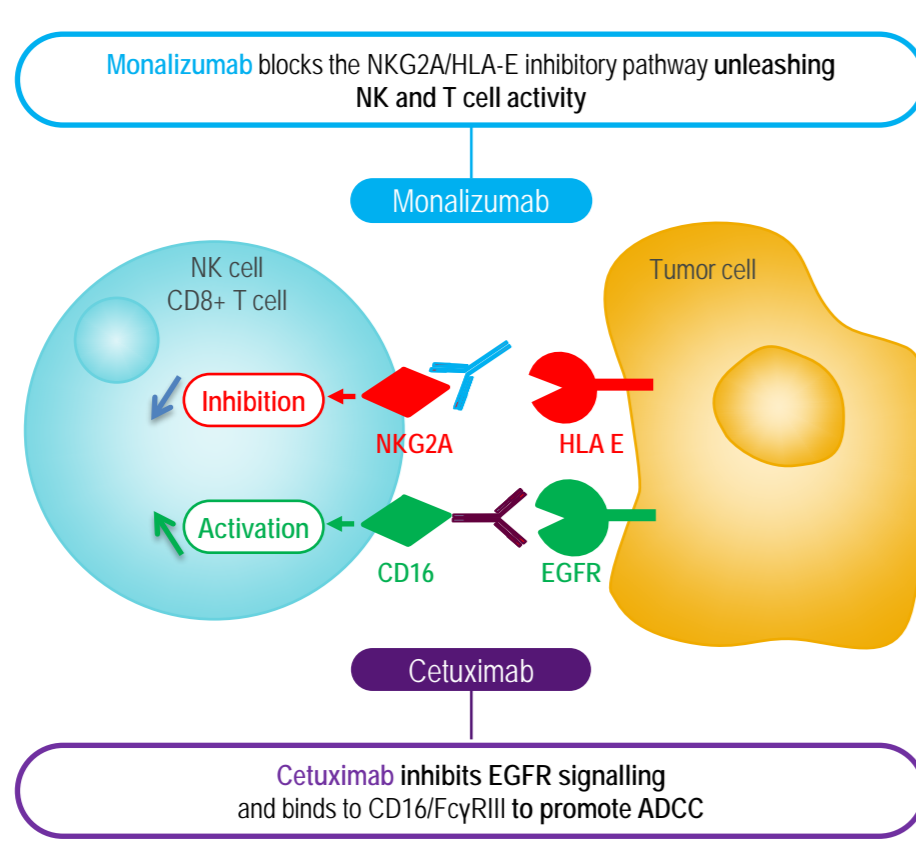 Monalizumab blocks the NKG2A/HLA-E inhibitory pathway unleashing
NK and T cell activity
Monalizumab
NK cell
CD8+ T cell
Tumor cell
Inhibition
NKG2A
HLA E
Activation
CD16
EGFR
Cetuximab
Cetuximab inhibits EGFR signalling
and binds to CD16/FcγRIII to promote ADCC